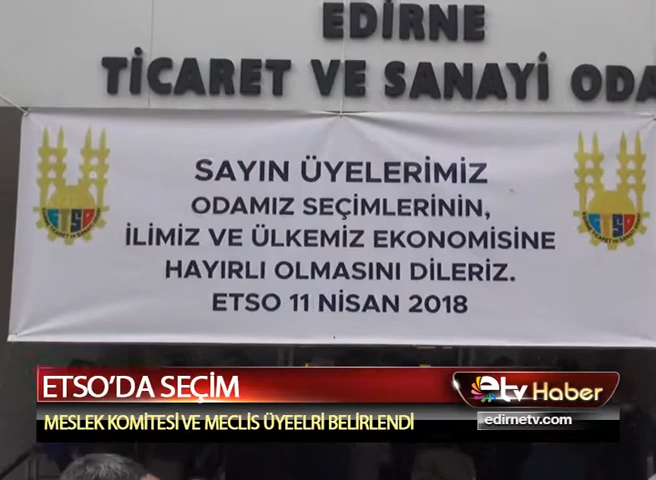 EDİRNE
TİCARET VE SANAYİ ODA
SAYIN ÜYELERİMİZ
ODAMIZ SEÇİMLERİNİN,
İLİMİZ VE ÜLKEMİZ EKONOMİSİNE
HAYIRLI OLMASINI DİLERİZ.
ETSO 11 NİSAN 2018
ETSO'DA SEÇİM
etv Haber
MESLEK KOMİTESİ VE MECLİS ÜYEELRİ BELİRLENDİ
edirnetv.com